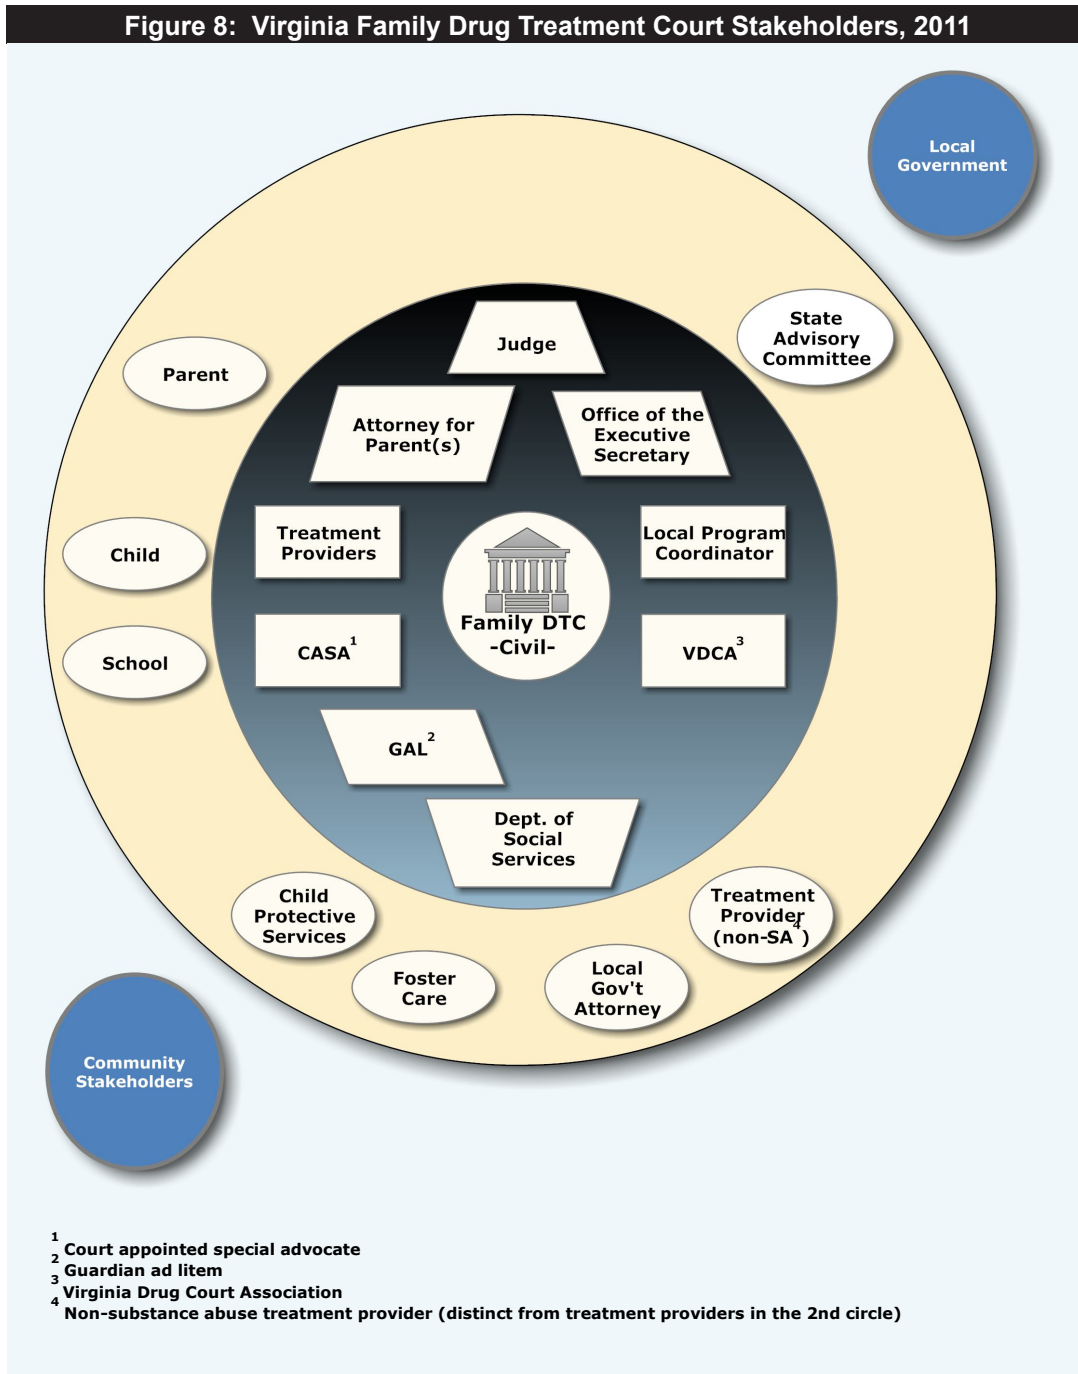 Figure 8: Virginia Family Drug Treatment Court Stakeholders, 2011
Local
Government
State
Advisory
Committee
Judge
Parent
Attorney for
Parent(s)
Office of the
Executive
Secretary
Treatment
Providers
Local Program
Coordinator
Child
Family DTC
-Civil-
CASA1
VDCA3
School
GAL2
Dept. of
Social
Services
Child
Protective
Services
Treatment
Provider
(non-SA4)
Foster
Care
Local
Gov't
Attorney
Community
Stakeholders
1 Court appointed special advocate
2 Guardian ad litem
3 Virginia Drug Court Association
4 Non-substance abuse treatment provider (distinct from treatment providers in the 2nd circle)